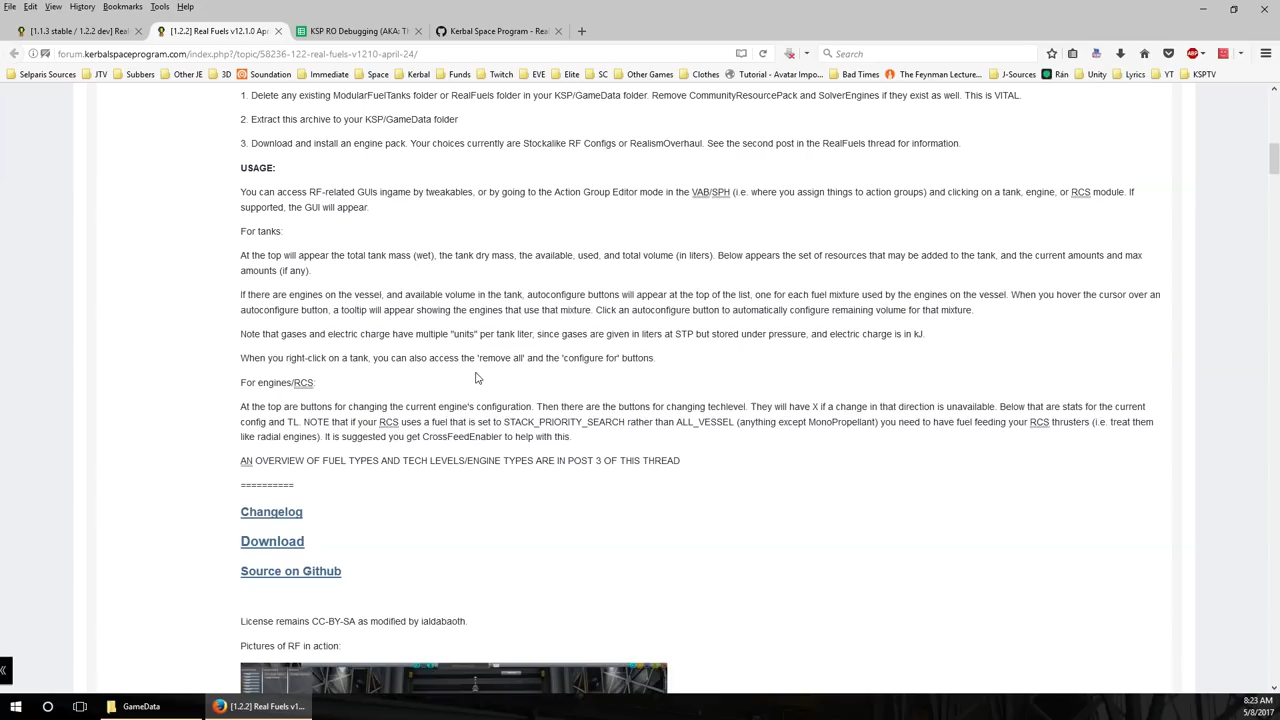 File Edit View History Bookmarks Tools Help
[1.1.3 stable / 1.2.2 dev] Rea
[1.2.2] Real Fuels v12.1.0 Apr
KSP RO Debugging (AKA: Th
Kerbal Space Program - Real
forum.kerbalspaceprogram.com/index.php?/topic/58236-122-real-fuels-v1210-april-24/
Search
Selparis Sources JTV Subbers Other JE 3D Soundation Immediate Space Kerbal Funds Twitch EVE Elite SC Other Games Clothes Tutorial - Avatar Impo... Bad Times The Feynman Lecture... J-Sources Rán Unity Lyrics YT KSPTV
1. Delete any existing ModularFuelTanks folder or RealFuels folder in your KSP/GameData folder. Remove CommunityResourcePack and SolverEngines if they exist as well. This is VITAL.
2. Extract this archive to your KSP/GameData folder
3. Download and install an engine pack. Your choices currently are Stockalike RF Configs or RealismOverhaul. See the second post in the RealFuels thread for information.
USAGE:
You can access RF-related GUIs ingame by tweakables, or by going to the Action Group Editor mode in the VAB/SPH (i.e. where you assign things to action groups) and clicking on a tank, engine, or RCS module. If
supported, the GUI will appear.
For tanks:
At the top will appear the total tank mass (wet), the tank dry mass, the available, used, and total volume (in liters). Below appears the set of resources that may be added to the tank, and the current amounts and max
amounts (if any).
If there are engines on the vessel, and available volume in the tank, autoconfigure buttons will appear at the top of the list, one for each fuel mixture used by the engines on the vessel. When you hover the cursor over an
autoconfigure button, a tooltip will appear showing the engines that use that mixture. Click an autoconfigure button to automatically configure remaining volume for that mixture.
Note that gases and electric charge have multiple "units" per tank liter, since gases are given in liters at STP but stored under pressure, and electric charge is in kJ.
When you right-click on a tank, you can also access the 'remove all' and the 'configure for' buttons.
For engines/RCS:
At the top are buttons for changing the current engine's configuration. Then there are the buttons for changing techlevel. They will have X if a change in that direction is unavailable. Below that are stats for the current
config and TL. NOTE that if your RCS uses a fuel that is set to STACK_PRIORITY_SEARCH rather than ALL_VESSEL (anything except MonoPropellant) you need to have fuel feeding your RCS thrusters (i.e. treat them
like radial engines). It is suggested you get CrossFeedEnabler to help with this.
AN OVERVIEW OF FUEL TYPES AND TECH LEVELS/ENGINE TYPES ARE IN POST 3 OF THIS THREAD
==========
Changelog
Download
Source on Github
License remains CC-BY-SA as modified by ialdabaoth.
Pictures of RF in action:
GameData
[1.2.2] Real Fuels v1...
8:23 AM
5/8/2017